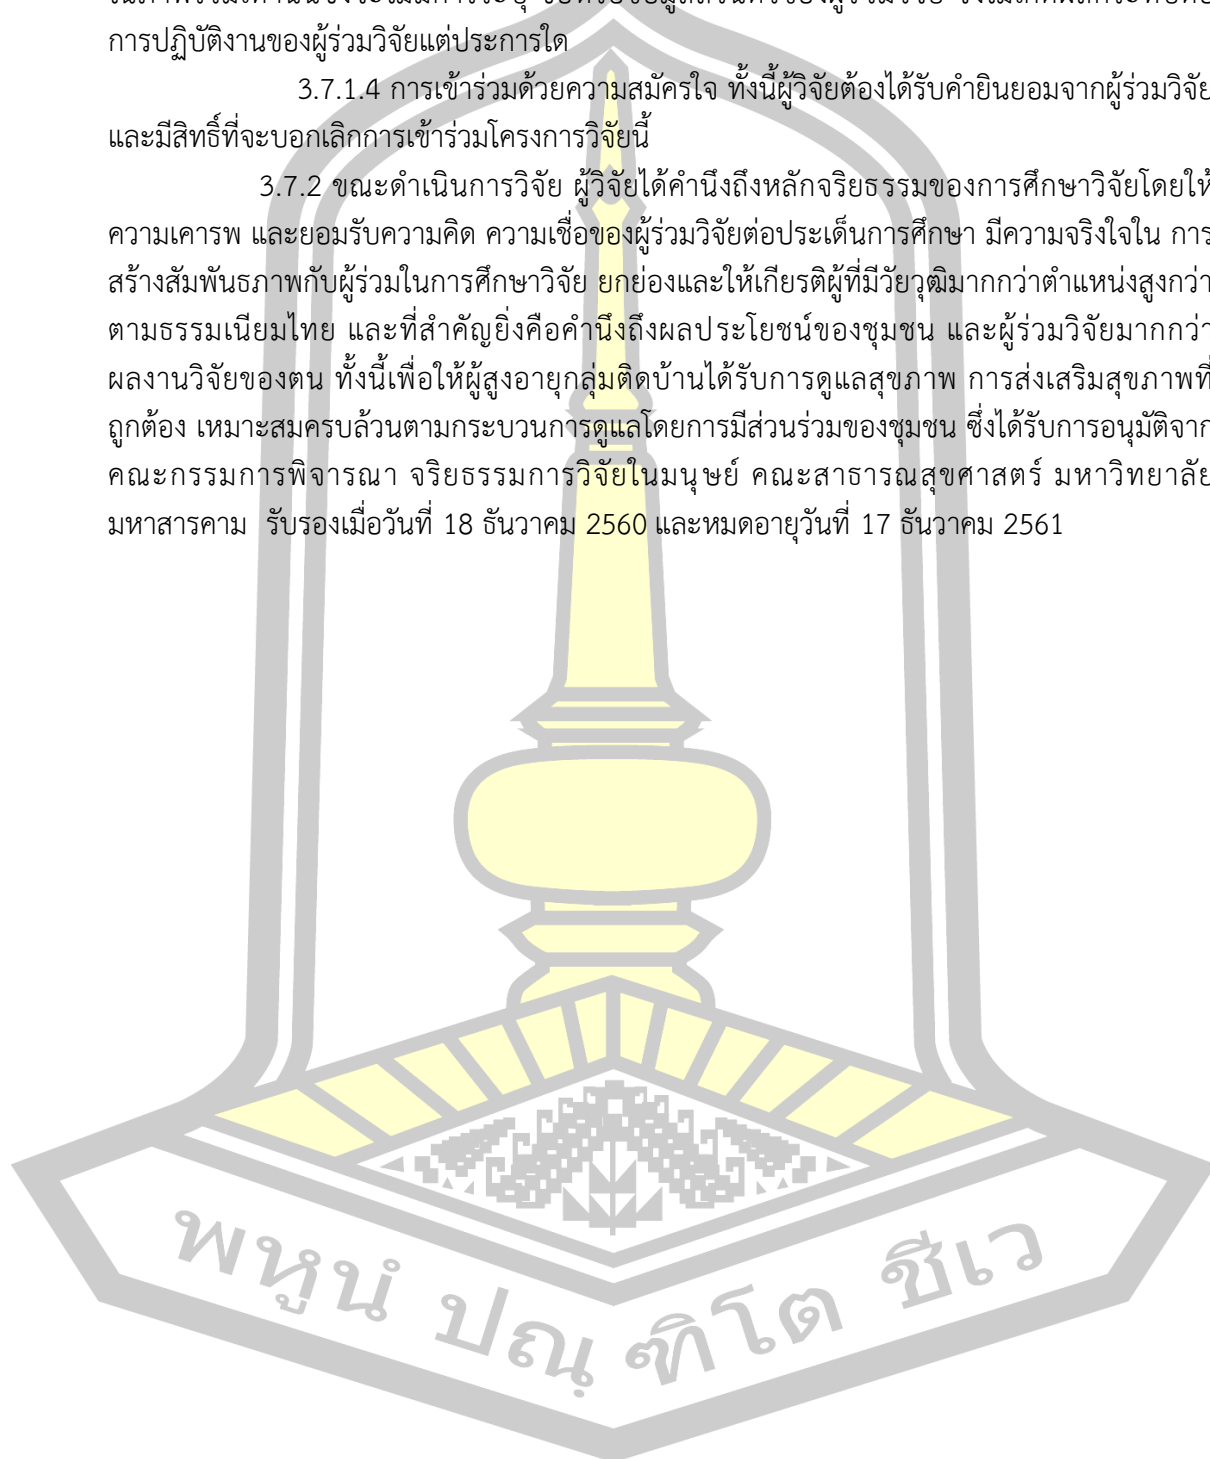 การปฏิบัติงานของผู้ร่วมวิจัยแต่ประการใด
3.7.1.4 การเข้าร่วมด้วยความสมัครใจ ทั้งนี้ผู้วิจัยต้องได้รับคำยินยอมจากผู้ร่วมวิจัย
และมีสิทธิ์ที่จะบอกเลิกการเข้าร่วมโครงการวิจัยนี้
3.7.2 ขณะดำเนินการวิจัย ผู้วิจัยได้คำนึงถึงหลักจริยธรรมของการศึกษาวิจัยโดยให้
ความเคารพ และยอมรับความคิด ความเชื่อของผู้ร่วมวิจัยต่อประเด็นการศึกษา มีความจริงใจใน การ
สร้างสัมพันธภาพกับผู้ร่วมในการศึกษาวิจัย ยกย่องและให้เกียรติผู้ที่มีวัยวุฒิมากกว่าตำแหน่งสูงกว่า
ตามธรรมเนียมไทย และที่สำคัญยิ่งคือคำนึงถึงผลประโยชน์ของชุมชน และผู้ร่วมวิจัยมากกว่า
ผลงานวิจัยของตน ทั้งนี้เพื่อให้ผู้สูงอายุกลุ่มติดบ้านได้รับการดูแลสุขภาพ การส่งเสริมสุขภาพที่
ถูกต้อง เหมาะสมครบล้วนตามกระบวนการดูแลโดยการมีส่วนร่วมของชุมชน ซึ่งได้รับการอนุมัติจาก
คณะกรรมการพิจารณา จริยธรรมการวิจัยในมนุษย์ คณะสาธารณสุขศาสตร์ มหาวิทยาลัย
มหาสารคาม รับรองเมื่อวันที่ 18 ธันวาคม 2560 และหมดอายุวันที่ 17 ธันวาคม 2561
พหูนํ ปณฺ ฑิโต ชีเว